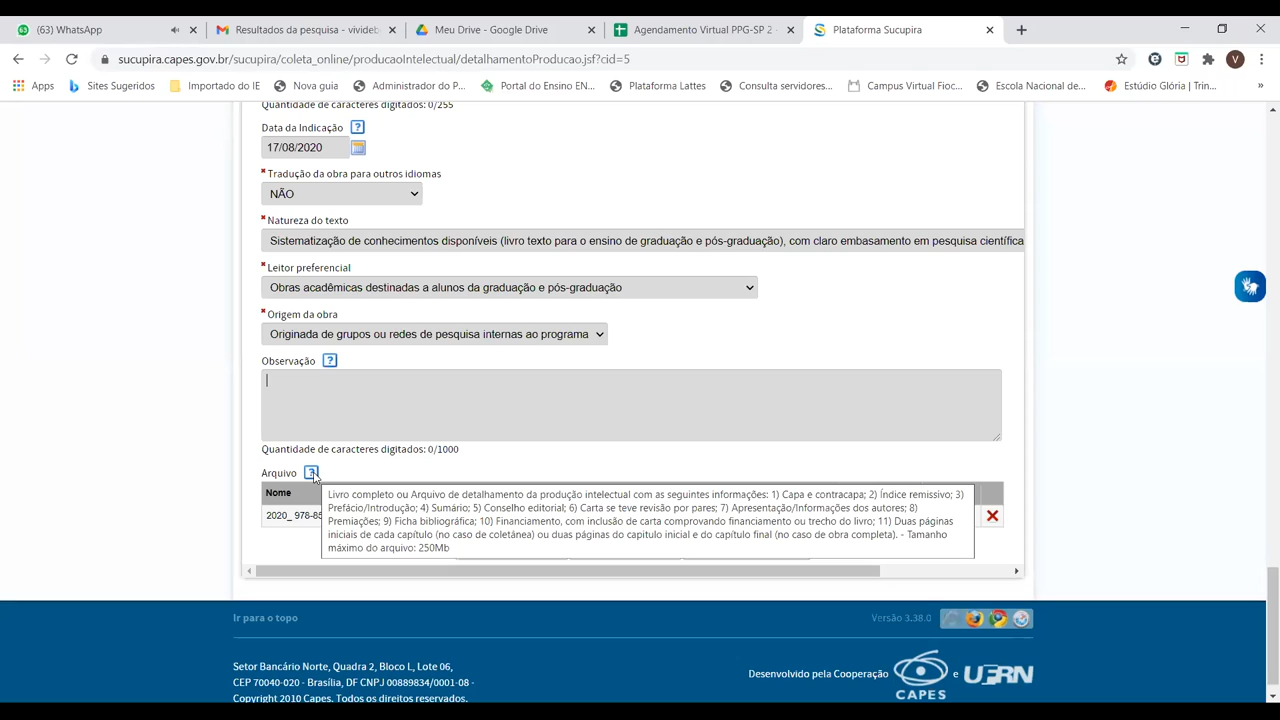 (63) WhatsApp
Resultados da pesquisa - vivideb
Meu Drive - Google Drive
Agendamento Virtual PPG-SP 2 -
Plataforma Sucupira
sucupira.capes.gov.br/sucupira/coleta_online/producaoIntelectual/detalhamentoProducao.jsf?cid=5
V
Apps
Sites Sugeridos
Importado do IE
Nova guia
Administrador do P...
Portal do Ensino EN...
Plataforma Lattes
Consulta servidores...
Campus Virtual Fioc...
Escola Nacional de...
Estúdio Glória | Trin...
»
Quantidade de caracteres digitados: 0/255
Data da Indicação ?
17/08/2020
* Tradução da obra para outros idiomas
NÃO
* Natureza do texto
Sistematização de conhecimentos disponíveis (livro texto para o ensino de graduação e pós-graduação), com claro embasamento em pesquisa científica
* Leitor preferencial
Obras acadêmicas destinadas a alunos da graduação e pós-graduação
* Origem da obra
Originada de grupos ou redes de pesquisa internas ao programa
Observação ?
Quantidade de caracteres digitados: 0/1000
Arquivo ?
Nome
2020_ 978-85
Livro completo ou Arquivo de detalhamento da produção intelectual com as seguintes informações: 1) Capa e contracapa; 2) Índice remissivo; 3)
Prefácio/Introdução; 4) Sumário; 5) Conselho editorial; 6) Carta se teve revisão por pares; 7) Apresentação/Informações dos autores; 8)
Premiações; 9) Ficha bibliográfica; 10) Financiamento, com inclusão de carta comprovando financiamento ou trecho do livro; 11) Duas páginas
iniciais de cada capítulo (no caso de coletânea) ou duas páginas do capitulo inicial e do capítulo final (no caso de obra completa). - Tamanho
máximo do arquivo: 250Mb
Ir para o topo
Versão 3.38.0
Setor Bancário Norte, Quadra 2, Bloco L, Lote 06,
CEP 70040-020 - Brasília, DF CNPJ 00889834/0001-08 -
Copyright 2010 Capes. Todos os direitos reservados.
Desenvolvido pela Cooperação
CAPES
e
UFRN